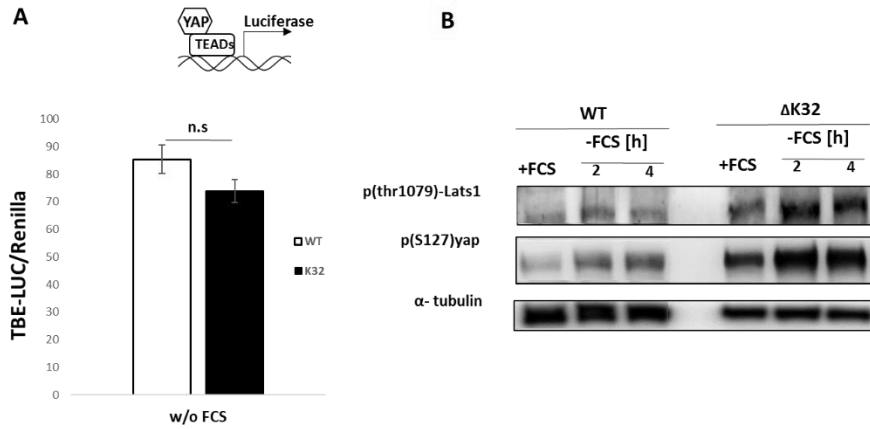 A
YAP
TEADs
Luciferase
TBE-LUC/Renilla
100
90
80
70
60
50
40
30
20
10
0
n.s
WT
K32
w/o FCS
B
WT
ΔK32
-FCS [h]
-FCS [h]
+FCS
2
4
+FCS
2
4
p(thr1079)-Lats1
p(S127)yap
α- tubulin